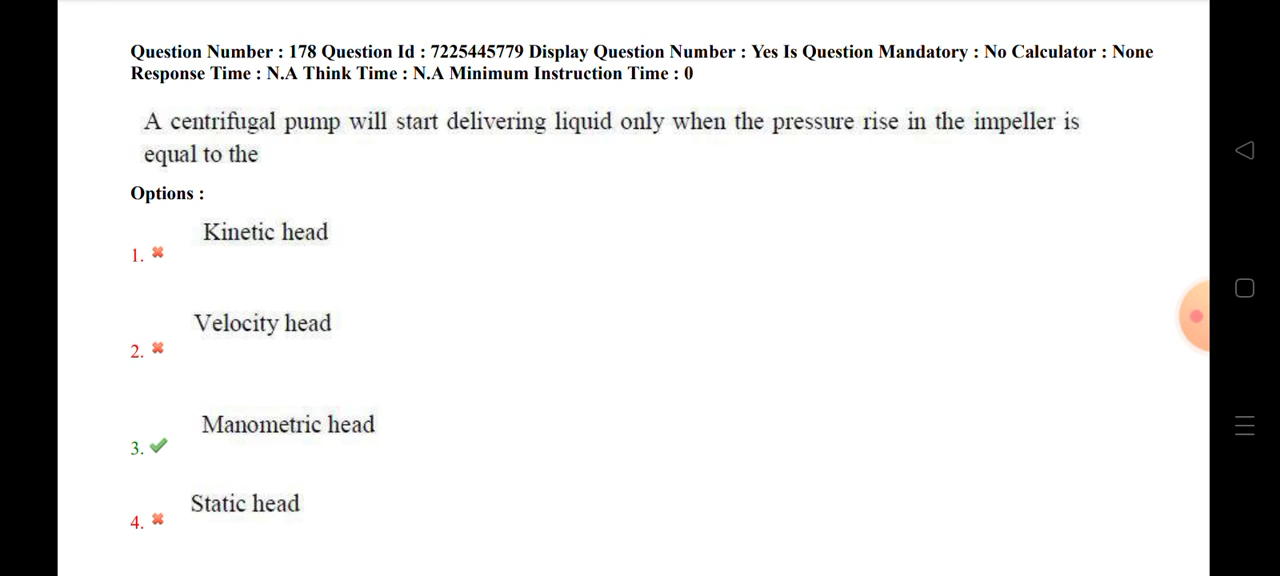 Question Number : 178 Question Id : 7225445779 Display Question Number : Yes Is Question Mandatory : No Calculator : None
Response Time : N.A Think Time : N.A Minimum Instruction Time : 0
A centrifugal pump will start delivering liquid only when the pressure rise in the impeller is
equal to the
Options :
Kinetic head
1.
Velocity head
2.
Manometric head
3.
Static head
4.